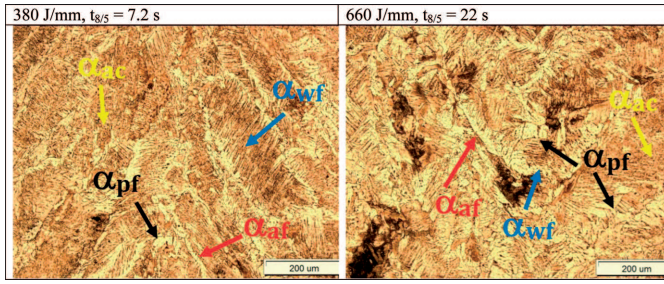 380 J/mm, t8/5 = 7.2 s
660 J/mm, t8/5 = 22 s
αac
αwf
αpf
αaf
200 um
αac
αpf
αaf
αwf
200 um